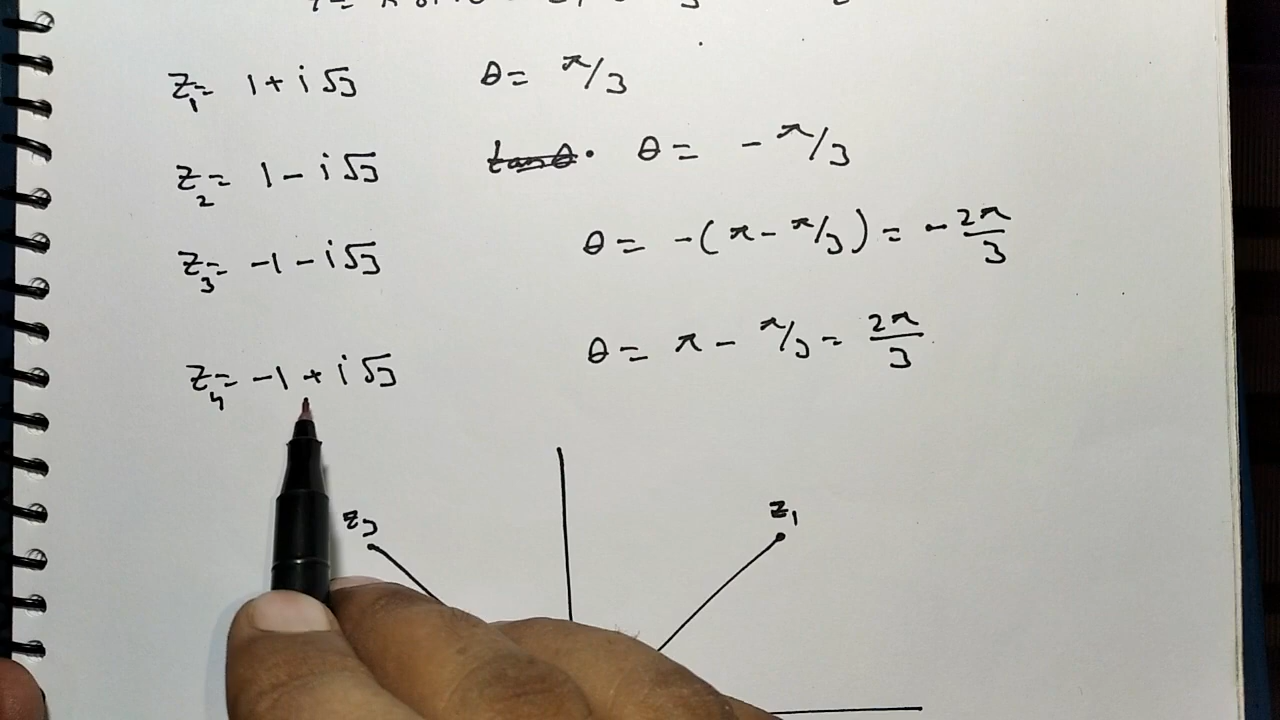 z₁= 1+i√3 θ= π/3
z₂= 1-i√3 tanθ. θ= -π/3
z₃= -1-i√3 θ= -(π-π/3)= -2π/3
z₄= -1+i√3 θ= π-π/3= 2π/3
z₃ z₁